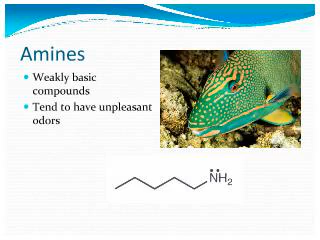 Amines
Weakly basic
compounds
Tend to have unpleasant
odors
NH2